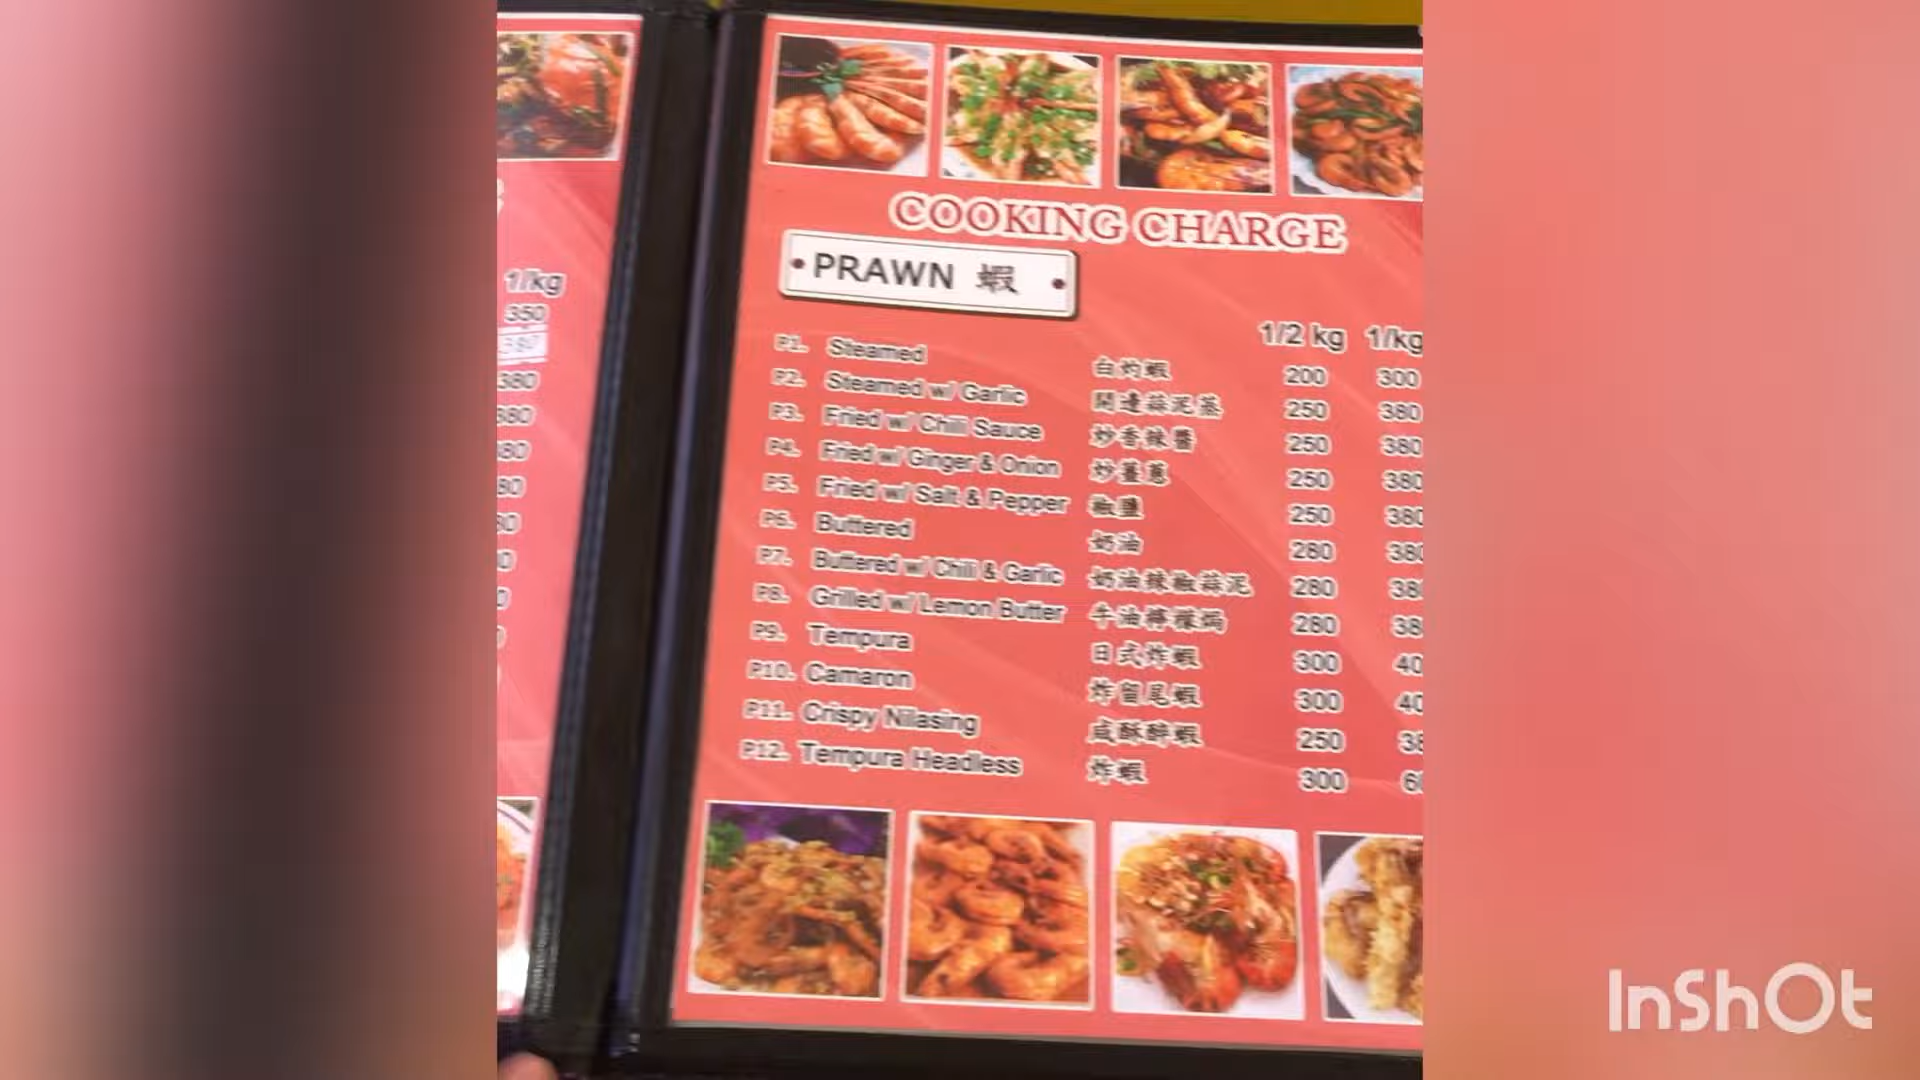 1/kg
350
380
380
COOKING CHARGE
PRAWN 蝦
1/2 kg 1/kg
P1. Steamed 白灼蝦 200 300
P2. Steamed w/ Garlic 開邊蒜泥蒸 250 380
P3. Fried w/ Chili Sauce 炒香辣醬 250 380
P4. Fried w/ Ginger & Onion 炒薑蔥 250 380
P5. Fried w/ Salt & Pepper 椒鹽 250 380
P6. Buttered 奶油 280 380
P7. Buttered w/ Chili & Garlic 奶油辣椒蒜泥 280 38
P8. Grilled w/ Lemon Butter 牛油檸檬焗 280 38
P9. Tempura 日式炸蝦 300 40
P10. Camaron 炸留尾蝦 300 40
P11. Crispy Nilasing 咸酥醉蝦 250 38
P12. Tempura Headless 炸蝦 300 60
InShOt